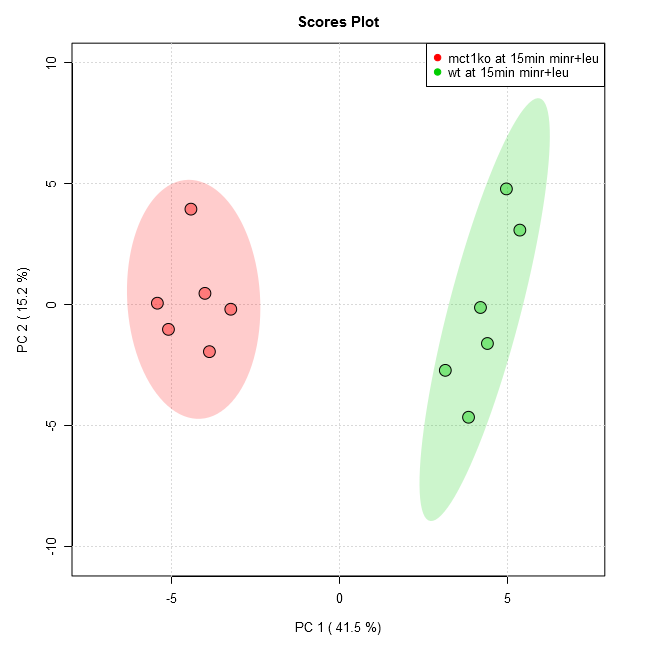 Scores Plot
mct1ko at 15min minr+leu
wt at 15min minr+leu
10
5
0
-5
-10
PC 2 ( 15.2 %)
-5
0
5
PC 1 ( 41.5 %)